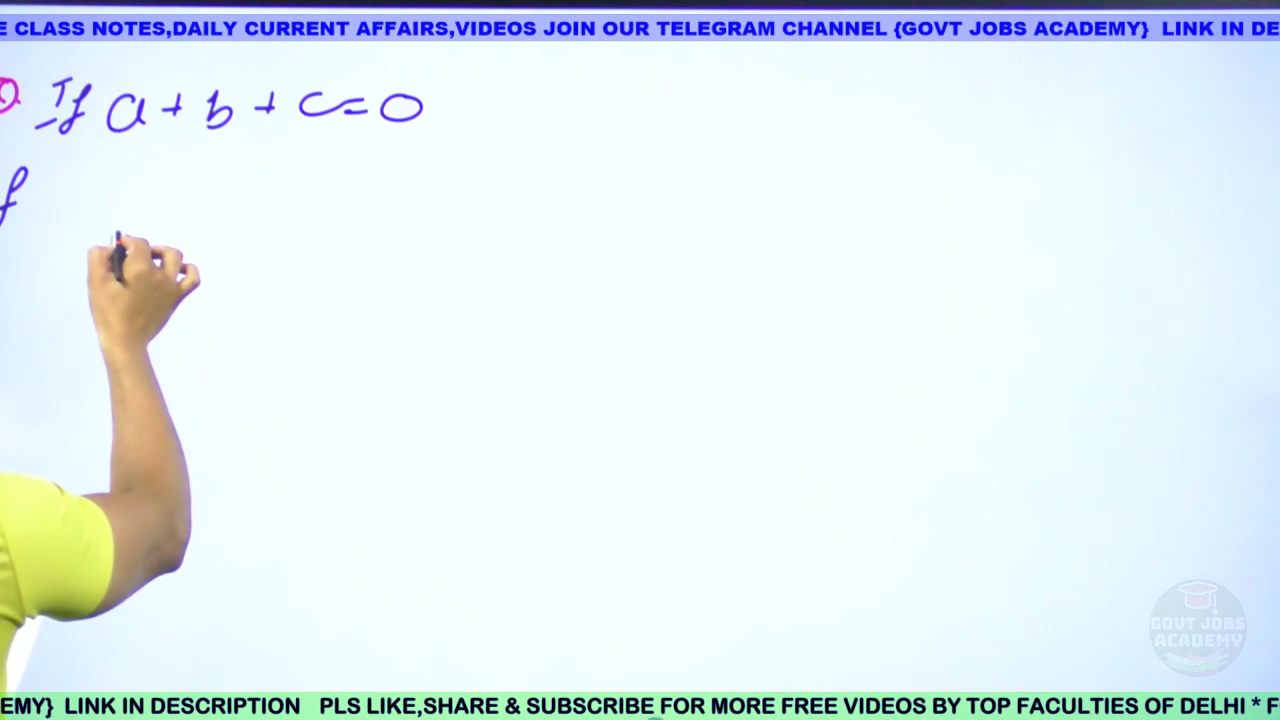 E CLASS NOTES,DAILY CURRENT AFFAIRS,VIDEOS JOIN OUR TELEGRAM CHANNEL {GOVT JOBS ACADEMY} LINK IN DE
Q. If a + b + c = 0
f
GOVT JOBS
ACADEMY
EMY} LINK IN DESCRIPTION PLS LIKE,SHARE & SUBSCRIBE FOR MORE FREE VIDEOS BY TOP FACULTIES OF DELHI * F